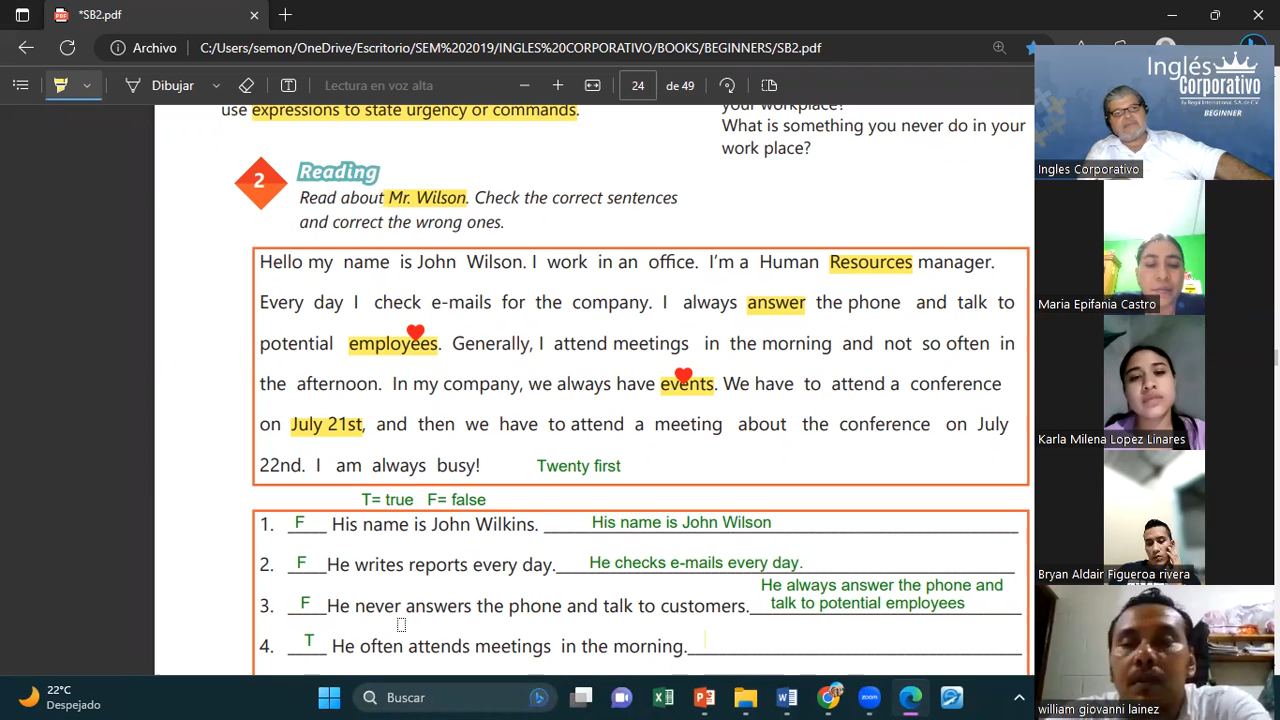 *SB2.pdf
Archivo
C:/Users/semon/OneDrive/Escritorio/SEM%202019/INGLES%20CORPORATIVO/BOOKS/BEGINNERS/SB2.pdf
Dibujar
Lectura en voz alta
24 de 49
Inglés
Corporativo
By Regal International, S.A. de C.V.
BEGINNER
Ingles Corporativo
Maria Epifania Castro
Karla Milena Lopez Linares
Bryan Aldair Figueroa rivera
william giovanni lainez
use expressions to state urgency or commands.
your workplace?
What is something you never do in your
work place?
2
Reading
Read about Mr. Wilson. Check the correct sentences
and correct the wrong ones.
Hello my name is John Wilson. I work in an office. I'm a Human Resources manager.
Every day I check e-mails for the company. I always answer the phone and talk to
potential employees. Generally, I attend meetings in the morning and not so often in
the afternoon. In my company, we always have events. We have to attend a conference
on July 21st, and then we have to attend a meeting about the conference on July
22nd. I am always busy! Twenty first
T= true F= false
1. F His name is John Wilkins. His name is John Wilson
2. F He writes reports every day. He checks e-mails every day.
3. F He never answers the phone and talk to customers. He always answer the phone and
talk to potential employees
4. T He often attends meetings in the morning.
22°C
Despejado
Buscar